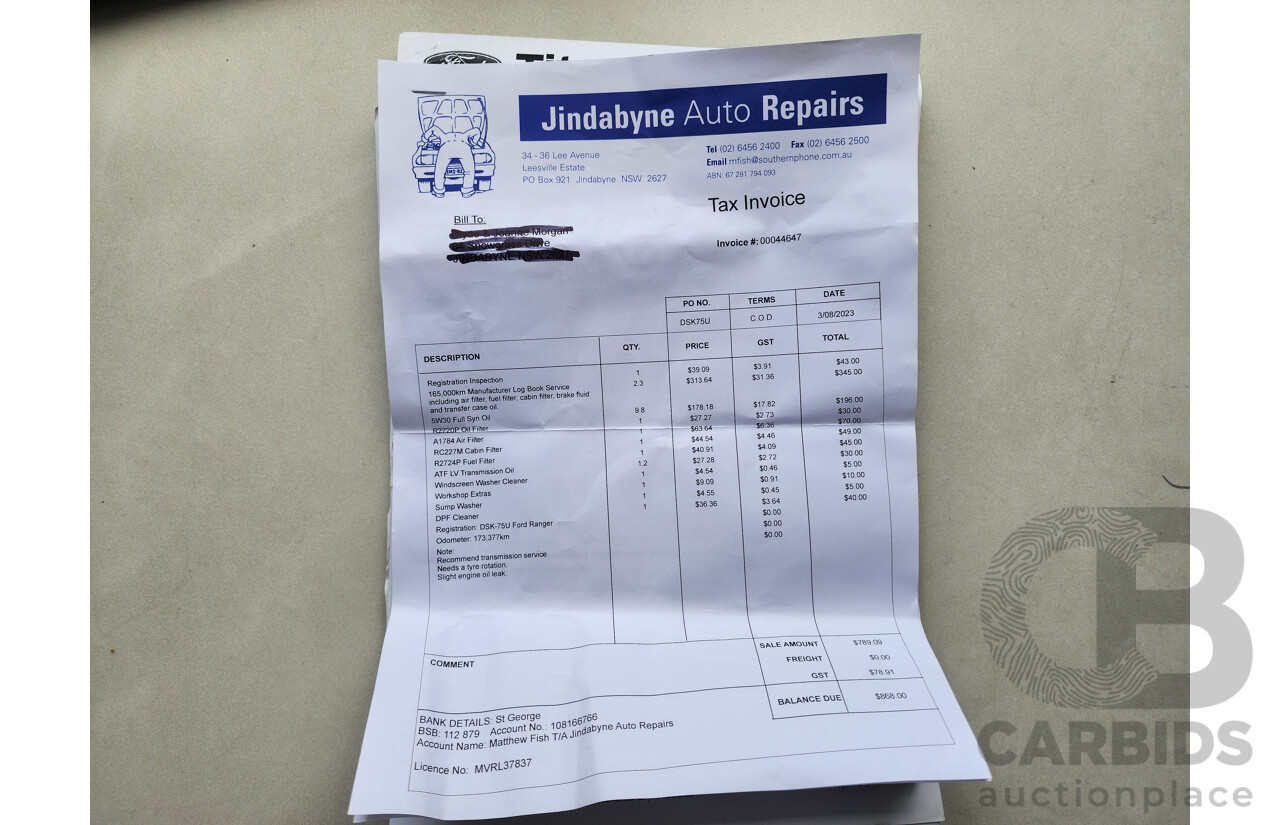 Jindabyne Auto Repairs
34 - 36 Lee Avenue
Leesville Estate
PO Box 921 Jindabyne NSW 2627
Tel (02) 6456 2400 Fax (02) 6456 2500
Email mfish@southernphone.com.au
ABN: 67 281 794 093
Tax Invoice
Bill To:
Invoice #: 00044647
PO NO. TERMS DATE
DSK75U C.O.D. 3/08/2023
DESCRIPTION QTY. PRICE GST TOTAL
Registration Inspection 1 $39.09 $3.91 $43.00
165,000km Manufacturer Log Book Service 2.3 $313.64 $31.36 $345.00
including air filter, fuel filter, cabin filter, brake fluid
and transfer case oil.
5W30 Full Syn Oil 9.8 $178.18 $17.82 $196.00
R2720P Oil Filter 1 $27.27 $2.73 $30.00
A1784 Air Filter 1 $63.64 $6.36 $70.00
RC227M Cabin Filter 1 $44.54 $4.46 $49.00
R2724P Fuel Filter 1 $40.91 $4.09 $45.00
ATF LV Transmission Oil 1.2 $27.28 $2.72 $30.00
Windscreen Washer Cleaner 1 $4.54 $0.46 $5.00
Workshop Extras 1 $9.09 $0.91 $10.00
Sump Washer 1 $4.55 $0.45 $5.00
DPF Cleaner 1 $36.36 $3.64 $40.00
Registration: DSK-75U Ford Ranger $0.00
Odometer: 173,377km $0.00
Note: $0.00
Recommend transmission service.
Needs a tyre rotation.
Slight engine oil leak.
COMMENT
SALE AMOUNT $789.09
FREIGHT $0.00
GST $78.91
BALANCE DUE $868.00
BANK DETAILS: St George
BSB: 112 879 Account No.: 108166766
Account Name: Matthew Fish T/A Jindabyne Auto Repairs
Licence No: MVRL37837
CB
CARBIDS
auctionplace